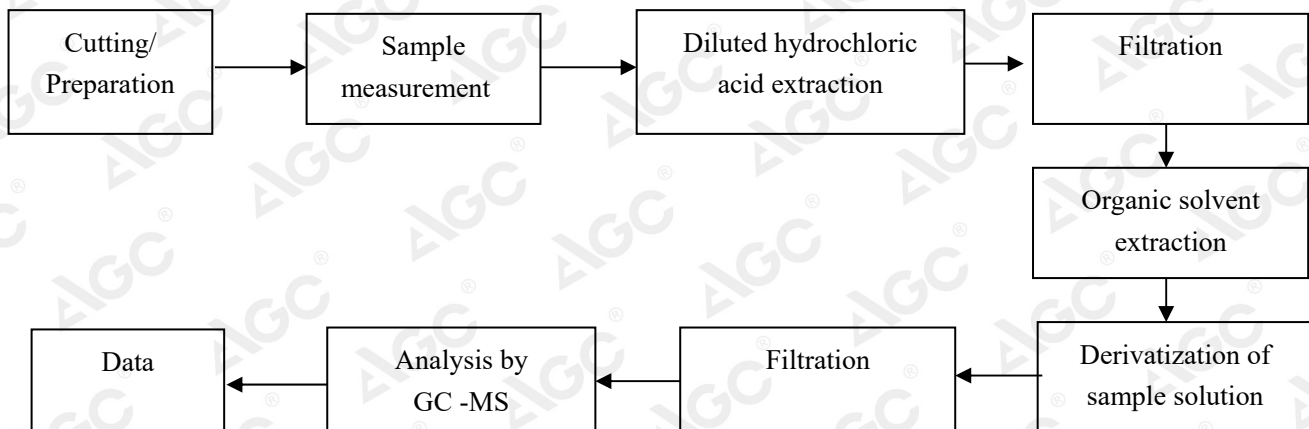 Cutting/
Preparation
Sample
measurement
Diluted hydrochloric
acid extraction
Filtration
Organic solvent
extraction
Derivatization of
sample solution
Filtration
Analysis by
GC -MS
Data
AGC®